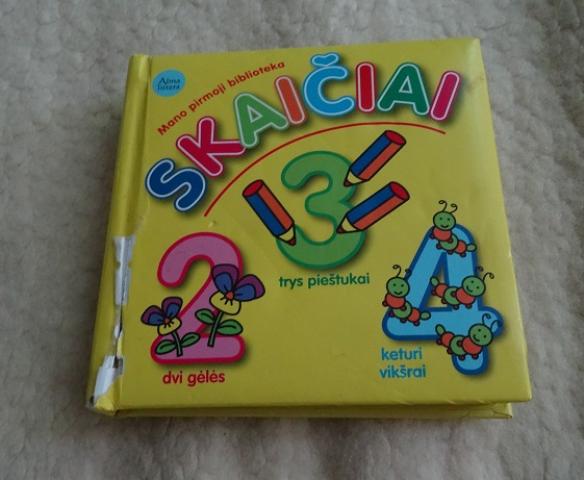 Alma
littera
Mano pirmoji biblioteka
SKAIČIAI
3
trys pieštukai
2
dvi gėlės
4
keturi
vikšrai